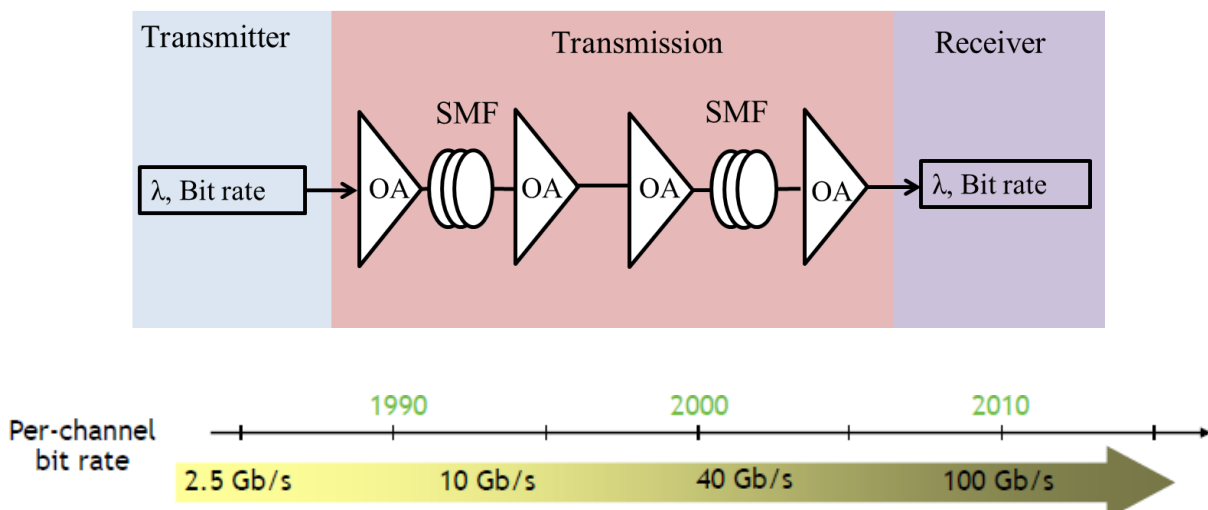 Transmitter
Transmission
Receiver
SMF
SMF
λ, Bit rate
OA
OA
OA
OA
λ, Bit rate
1990
2000
2010
Per-channel
bit rate
2.5 Gb/s
10 Gb/s
40 Gb/s
100 Gb/s